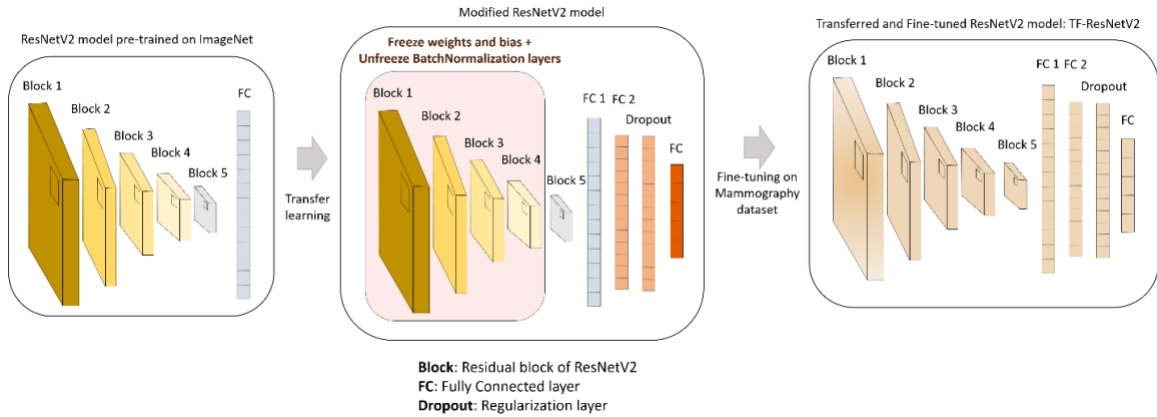 ResNetV2 model pre-trained on ImageNet
Block 1
Block 2
Block 3
Block 4
Block 5
FC
Transfer
learning
Modified ResNetV2 model
Freeze weights and bias +
Unfreeze BatchNormalization layers
Block 1
Block 2
Block 3
Block 4
Block 5
FC 1
FC 2
Dropout
FC
Fine-tuning on
Mammography
dataset
Transferred and Fine-tuned ResNetV2 model: TF-ResNetV2
Block 1
Block 2
Block 3
Block 4
Block 5
FC 1
FC 2
Dropout
FC
Block: Residual block of ResNetV2
FC: Fully Connected layer
Dropout: Regularization layer